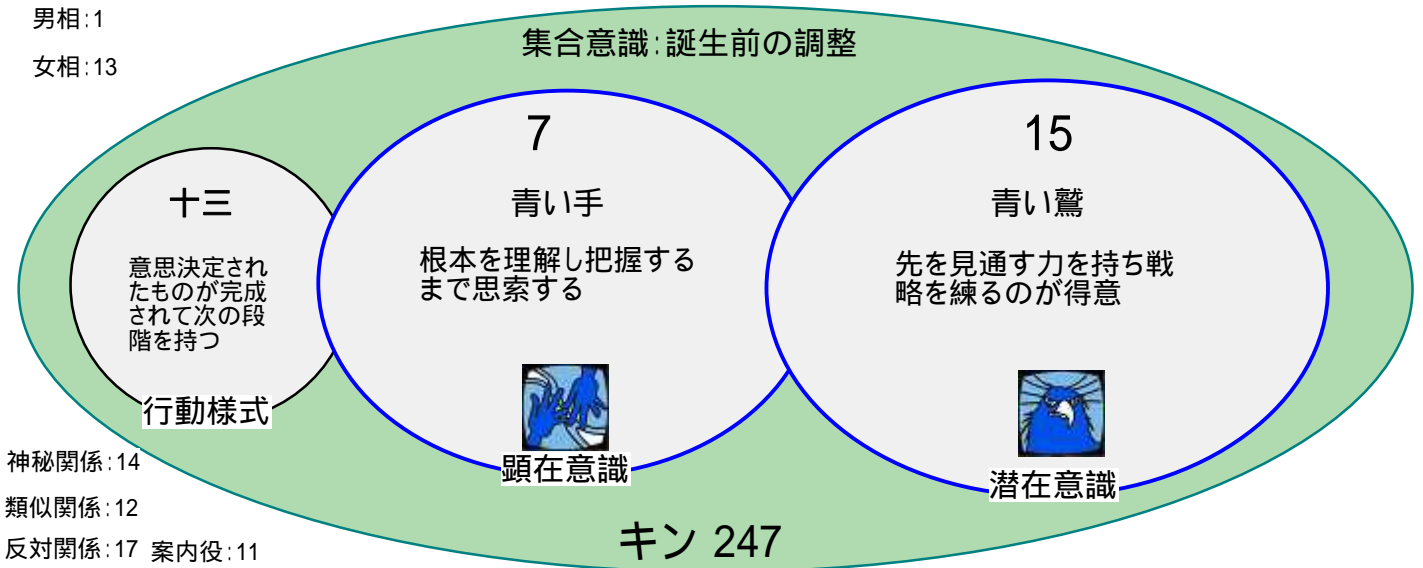 男相:1
女相:13
集合意識:誕生前の調整
十三
意思決定され
たものが完成
されて次の段
階を持つ
行動様式
7
青い手
根本を理解し把握する
まで思索する
顕在意識
15
青い鷲
先を見通す力を持ち戦
略を練るのが得意
潜在意識
神秘関係:14
類似関係:12
反対関係:17 案内役:11
キン 247